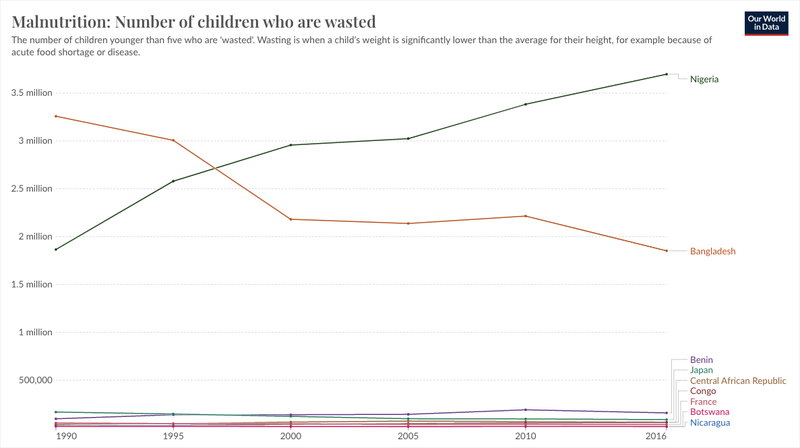 Malnutrition: Number of children who are wasted
Our World
in Data
The number of children younger than five who are 'wasted'. Wasting is when a child's weight is significantly lower than the average for their height, for example because of
acute food shortage or disease.
3.5 million
3 million
2.5 million
2 million
1.5 million
1 million
500,000
Nigeria
Bangladesh
Benin
Japan
Central African Republic
Congo
France
Botswana
Nicaragua
1990
1995
2000
2005
2010
2016